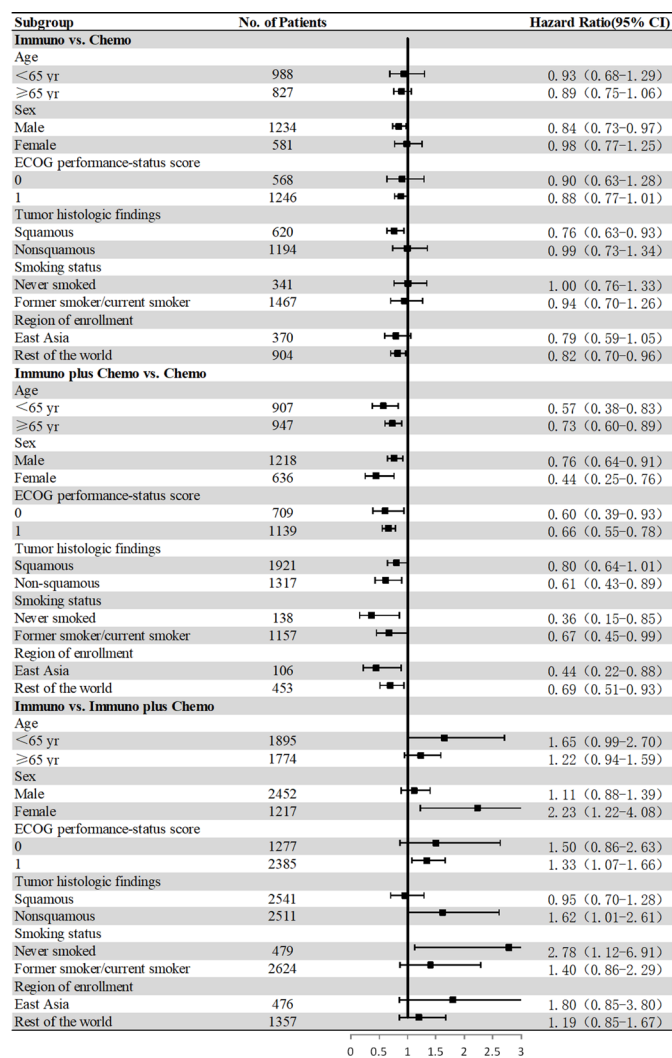 Subgroup No. of Patients Hazard Ratio(95% CI)
Immuno vs. Chemo
Age
<65 yr 988 0.93 (0.68-1.29)
≥65 yr 827 0.89 (0.75-1.06)
Sex
Male 1234 0.84 (0.73-0.97)
Female 581 0.98 (0.77-1.25)
ECOG performance-status score
0 568 0.90 (0.63-1.28)
1 1246 0.88 (0.77-1.01)
Tumor histologic findings
Squamous 620 0.76 (0.63-0.93)
Nonsquamous 1194 0.99 (0.73-1.34)
Smoking status
Never smoked 341 1.00 (0.76-1.33)
Former smoker/current smoker 1467 0.94 (0.70-1.26)
Region of enrollment
East Asia 370 0.79 (0.59-1.05)
Rest of the world 904 0.82 (0.70-0.96)
Immuno plus Chemo vs. Chemo
Age
<65 yr 907 0.57 (0.38-0.83)
≥65 yr 947 0.73 (0.60-0.89)
Sex
Male 1218 0.76 (0.64-0.91)
Female 636 0.44 (0.25-0.76)
ECOG performance-status score
0 709 0.60 (0.39-0.93)
1 1139 0.66 (0.55-0.78)
Tumor histologic findings
Squamous 1921 0.80 (0.64-1.01)
Non-squamous 1317 0.61 (0.43-0.89)
Smoking status
Never smoked 138 0.36 (0.15-0.85)
Former smoker/current smoker 1157 0.67 (0.45-0.99)
Region of enrollment
East Asia 106 0.44 (0.22-0.88)
Rest of the world 453 0.69 (0.51-0.93)
Immuno vs. Immuno plus Chemo
Age
<65 yr 1895 1.65 (0.99-2.70)
≥65 yr 1774 1.22 (0.94-1.59)
Sex
Male 2452 1.11 (0.88-1.39)
Female 1217 2.23 (1.22-4.08)
ECOG performance-status score
0 1277 1.50 (0.86-2.63)
1 2385 1.33 (1.07-1.66)
Tumor histologic findings
Squamous 2541 0.95 (0.70-1.28)
Nonsquamous 2511 1.62 (1.01-2.61)
Smoking status
Never smoked 479 2.78 (1.12-6.91)
Former smoker/current smoker 2624 1.40 (0.86-2.29)
Region of enrollment
East Asia 476 1.80 (0.85-3.80)
Rest of the world 1357 1.19 (0.85-1.67)
0 0.5 1 1.5 2 2.5 3